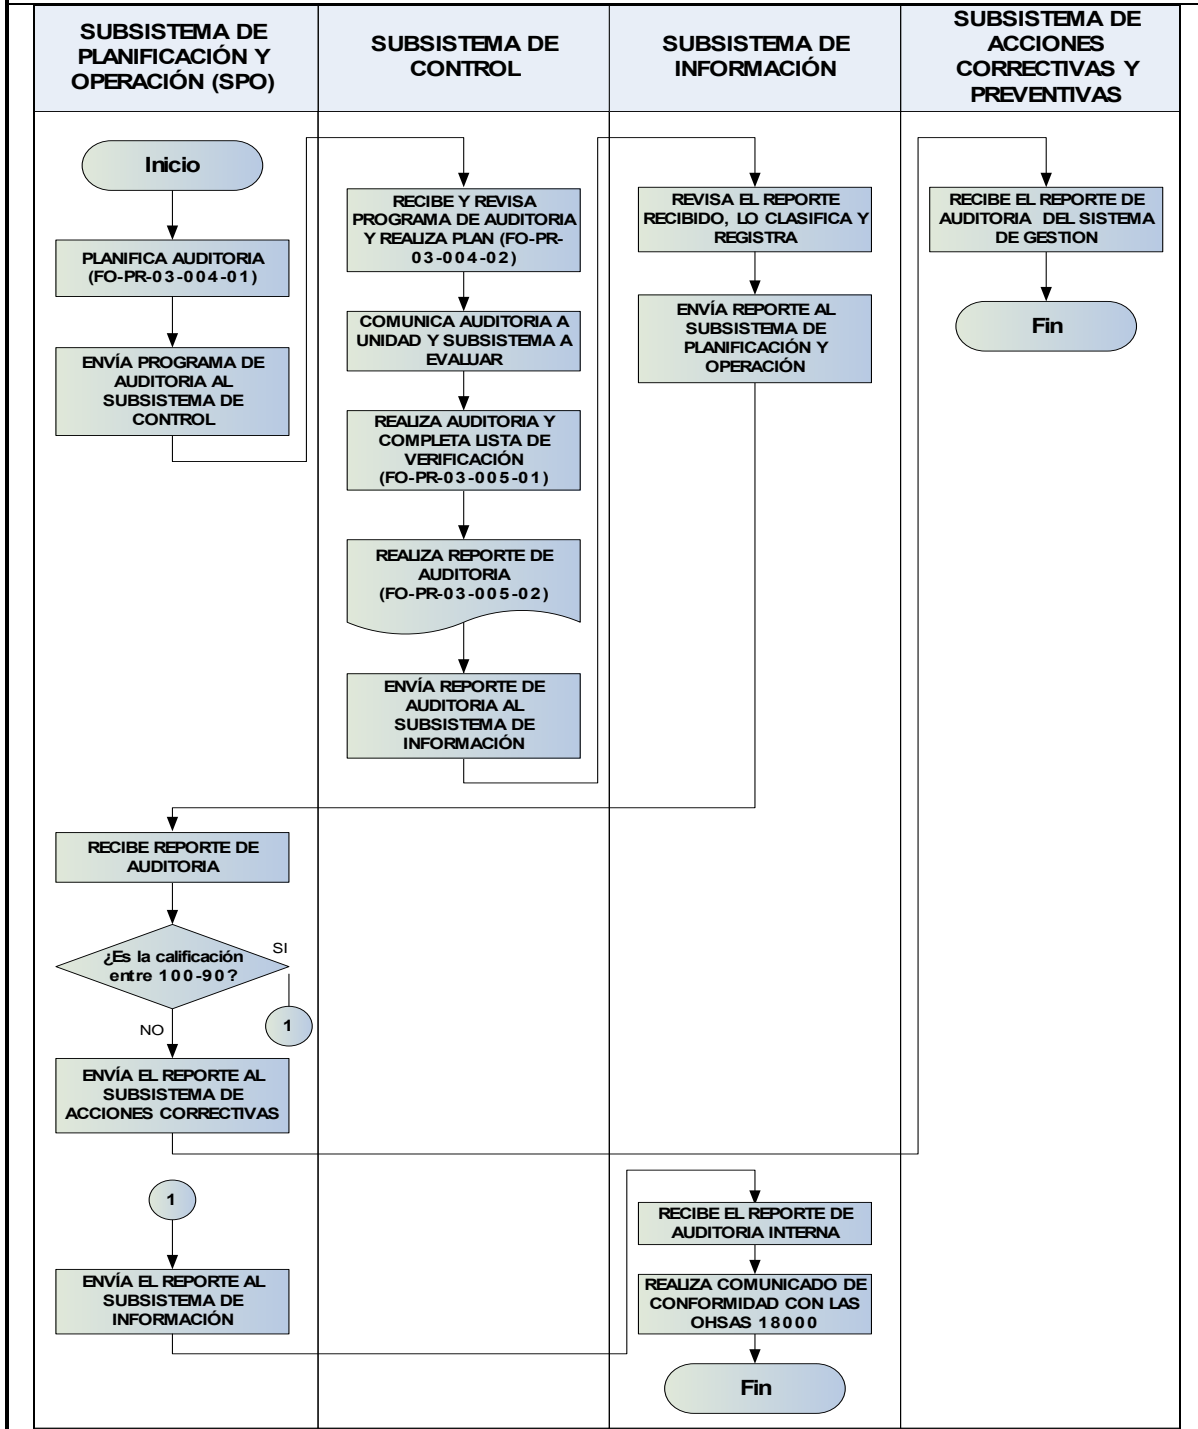 SUBSISTEMA DE
PLANIFICACIÓN Y
OPERACIÓN (SPO)
SUBSISTEMA DE
CONTROL
SUBSISTEMA DE
INFORMACIÓN
SUBSISTEMA DE
ACCIONES
CORRECTIVAS Y
PREVENTIVAS
Inicio
PLANIFICA AUDITORIA
(FO-PR-03-004-01)
ENVÍA PROGRAMA DE
AUDITORIA AL
SUBSISTEMA DE
CONTROL
RECIBE Y REVISA
PROGRAMA DE AUDITORIA
Y REALIZA PLAN (FO-PR-
03-004-02)
COMUNICA AUDITORIA A
UNIDAD Y SUBSISTEMA A
EVALUAR
REALIZA AUDITORIA Y
COMPLETA LISTA DE
VERIFICACIÓN
(FO-PR-03-005-01)
REALIZA REPORTE DE
AUDITORIA
(FO-PR-03-005-02)
ENVÍA REPORTE DE
AUDITORIA AL
SUBSISTEMA DE
INFORMACIÓN
REVISA EL REPORTE
RECIBIDO, LO CLASIFICA Y
REGISTRA
ENVÍA REPORTE AL
SUBSISTEMA DE
PLANIFICACIÓN Y
OPERACIÓN
RECIBE EL REPORTE DE
AUDITORIA DEL SISTEMA
DE GESTION
Fin
RECIBE REPORTE DE
AUDITORIA
¿Es la calificación
entre 100-90?
SI
1
NO
ENVÍA EL REPORTE AL
SUBSISTEMA DE
ACCIONES CORRECTIVAS
1
ENVÍA EL REPORTE AL
SUBSISTEMA DE
INFORMACIÓN
RECIBE EL REPORTE DE
AUDITORIA INTERNA
REALIZA COMUNICADO DE
CONFORMIDAD CON LAS
OHSAS 18000
Fin